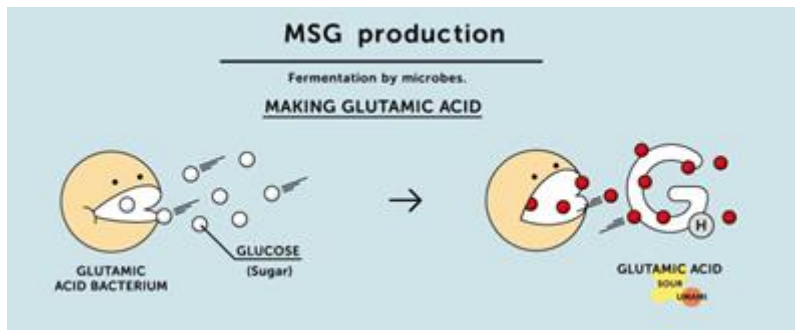 MSG production
Fermentation by microbes.
MAKING GLUTAMIC ACID
GLUCOSE
(Sugar)
GLUTAMIC
ACID BACTERIUM
G
H
GLUTAMIC ACID
SOUR
UMAMI